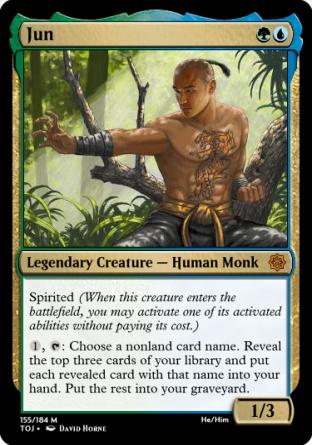 Jun
Legendary Creature — Human Monk
Spirited (When this creature enters the
battlefield, you may activate one of its activated
abilities without paying its cost.)
1, T: Choose a nonland card name. Reveal
the top three cards of your library and put
each revealed card with that name into
your hand. Put the rest into your graveyard.
1/3
155/184 M
He/Him
TOJ • David Horne